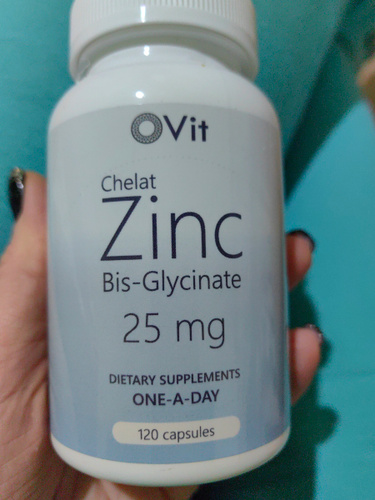 OVit
Chelat
Zinc
Bis-Glycinate
25 mg
DIETARY SUPPLEMENTS
ONE-A-DAY
120 capsules